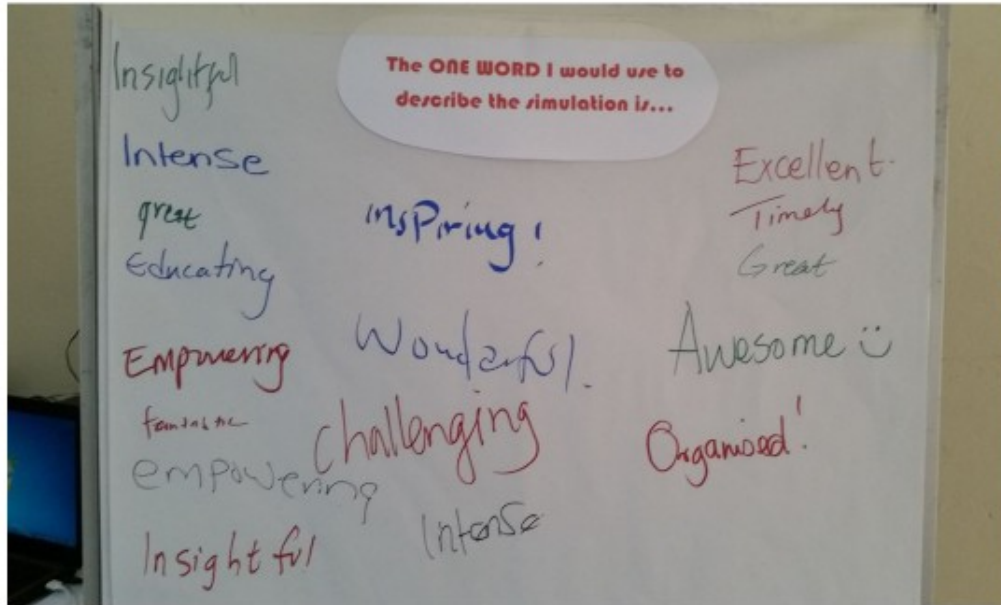 The ONE WORD I would use to
describe the simulation is...
Insightful
Intense
great
Educating
Empowering
fantastic
empowering
Insightful
insPiring!
Wonderful.
challenging
Intense
Excellent.
Timely
Great
Awesome
Organised!